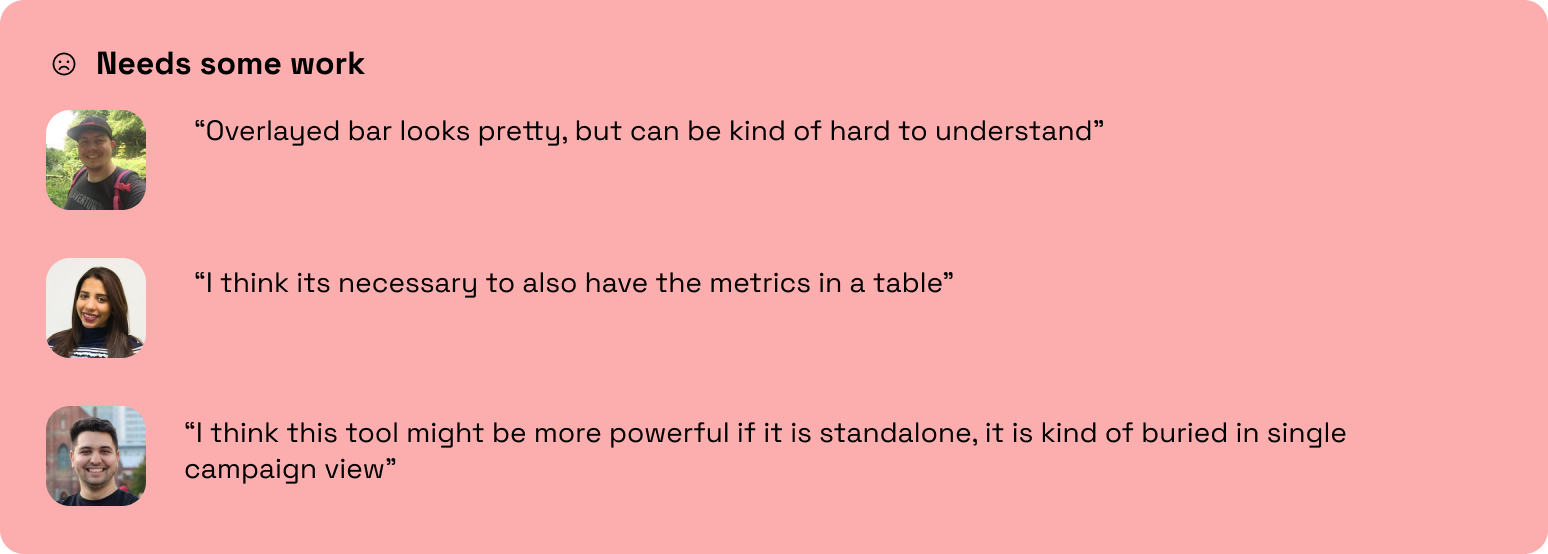 Needs some work
“Overlayed bar looks pretty, but can be kind of hard to understand”
“I think its necessary to also have the metrics in a table”
“I think this tool might be more powerful if it is standalone, it is kind of buried in single
campaign view”